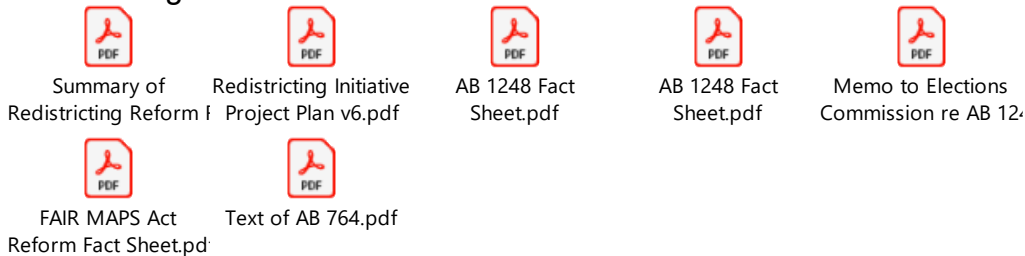 PDF PDF PDF PDF PDF
Summary of Redistricting Initiative AB 1248 Fact AB 1248 Fact Memo to Elections
Redistricting Reform Project Plan v6.pdf Sheet.pdf Sheet.pdf Commission re AB 124
PDF PDF
FAIR MAPS Act Text of AB 764.pdf
Reform Fact Sheet.pdf